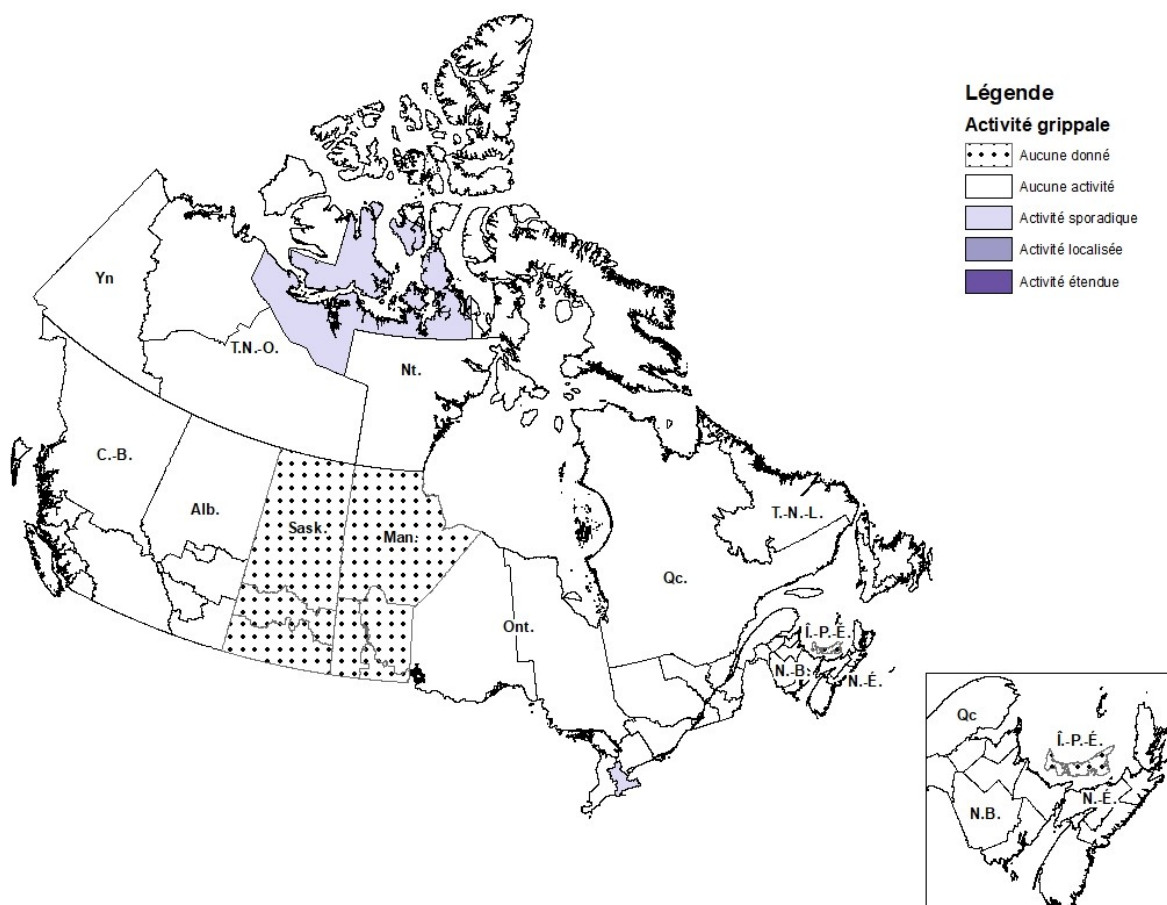 Légende
Activité grippale
Aucune donné
Aucune activité
Activité sporadique
Activité localisée
Activité étendue
Yn
T.N.-O.
Nt.
C.-B.
Alb.
Sask.
Man.
Ont.
Qc.
T.-N.-L.
Î.-P.-É.
N.-B.
N.-É.
Qc
Î.-P.-É.
N.-É.
N.B.